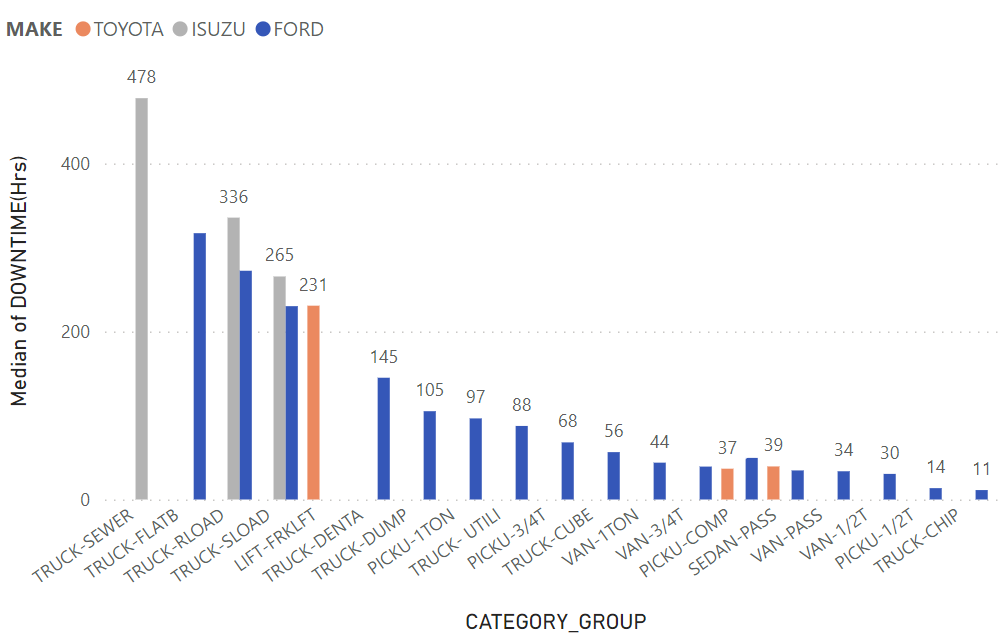 MAKE TOYOTA ISUZU FORD
478
400
336
265
231
200
145
105
97
88
68
56
44
37
39
34
30
14
11
0
Median of DOWNTIME(Hrs)
TRUCK-SEWER
TRUCK-FLATB
TRUCK-RLOAD
TRUCK-SLOAD
LIFT-FRKLFT
TRUCK-DENTA
TRUCK-DUMP
PICKU-1TON
TRUCK- UTILI
PICKU-3/4T
TRUCK-CUBE
VAN-1TON
VAN-3/4T
PICKU-COMP
SEDAN-PASS
VAN-PASS
VAN-1/2T
PICKU-1/2T
TRUCK-CHIP
CATEGORY_GROUP